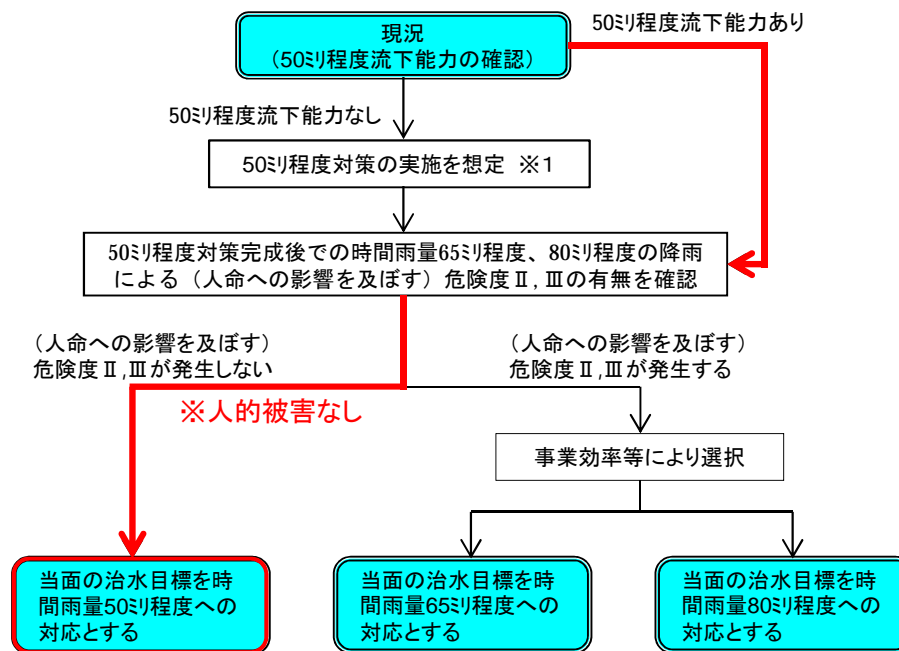 50ﾐﾘ程度流下能力あり
現況
（50ﾐﾘ程度流下能力の確認）
50ﾐﾘ程度流下能力なし
50ﾐﾘ程度対策の実施を想定 ※１
50ﾐﾘ程度対策完成後での時間雨量65ﾐﾘ程度、80ﾐﾘ程度の降雨
による（人命への影響を及ぼす）危険度Ⅱ,Ⅲの有無を確認
（人命への影響を及ぼす）
危険度Ⅱ,Ⅲが発生しない
（人命への影響を及ぼす）
危険度Ⅱ,Ⅲが発生する
※人的被害なし
事業効率等により選択
当面の治水目標を時
間雨量50ﾐﾘ程度への
対応とする
当面の治水目標を時
間雨量65ﾐﾘ程度への
対応とする
当面の治水目標を時
間雨量80ﾐﾘ程度への
対応とする